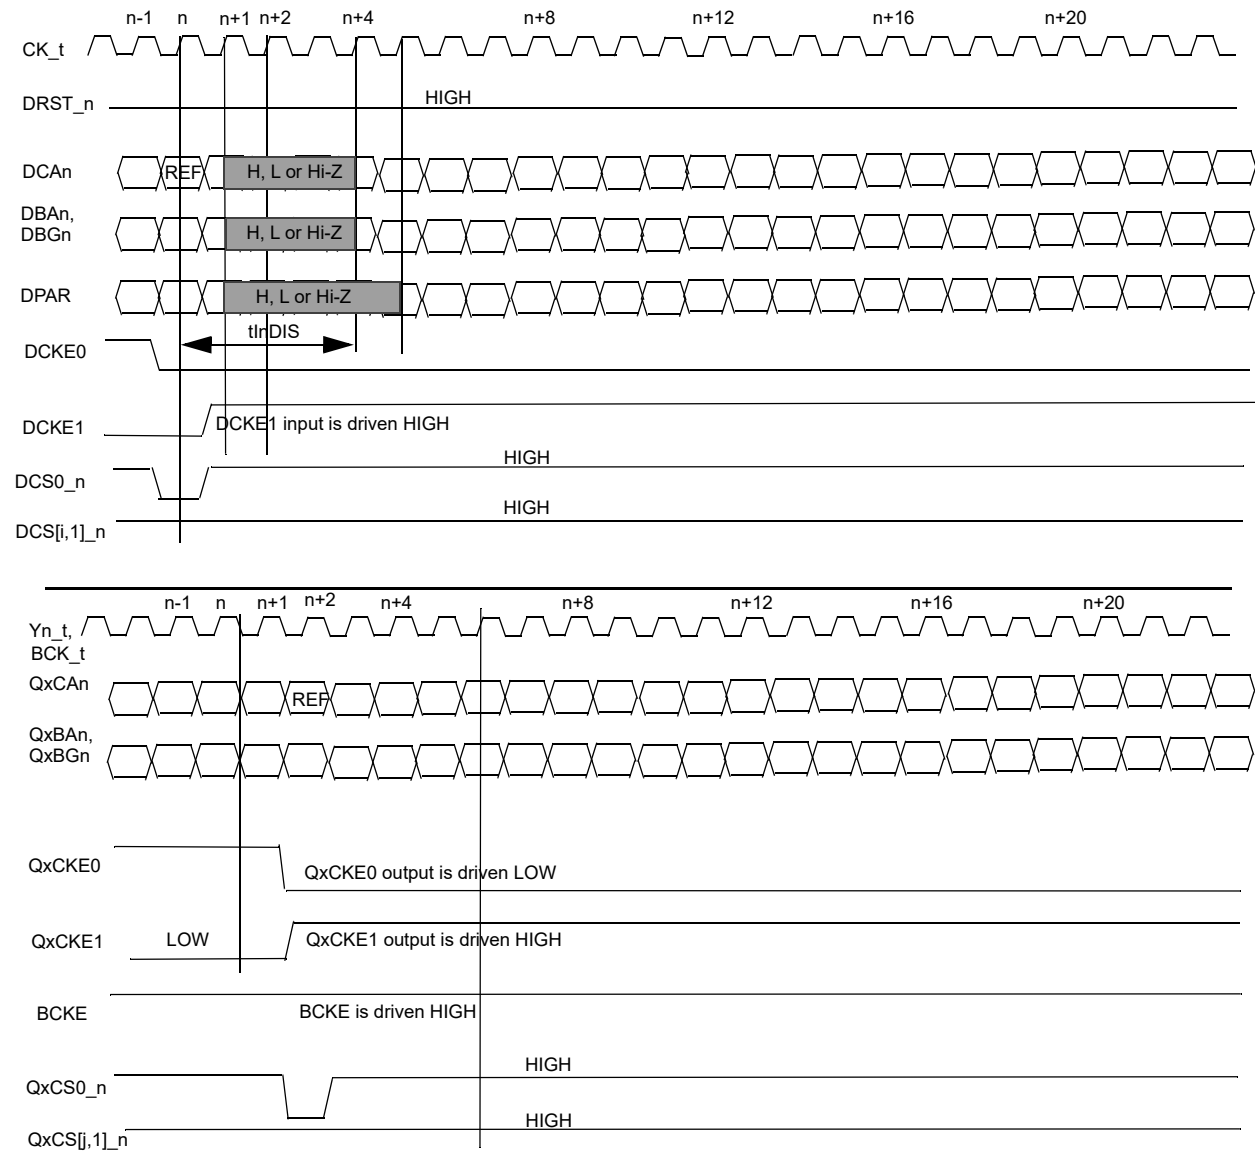 n-1 n n+1 n+2 n+4 n+8 n+12 n+16 n+20
CK_t
DRST_n HIGH
DCAn REF H, L or Hi-Z
DBAn,
DBGn H, L or Hi-Z
DPAR H, L or Hi-Z
tInDIS
DCKE0
DCKE1 DCKE1 input is driven HIGH
HIGH
DCS0_n
HIGH
DCS[i,1]_n
n-1 n n+1 n+2 n+4 n+8 n+12 n+16 n+20
Yn_t,
BCK_t
QxCAn REF
QxBAn,
QxBGn
QxCKE0 QxCKE0 output is driven LOW
QxCKE1 LOW QxCKE1 output is driven HIGH
BCKE BCKE is driven HIGH
HIGH
QxCS0_n
HIGH
QxCS[j,1]_n